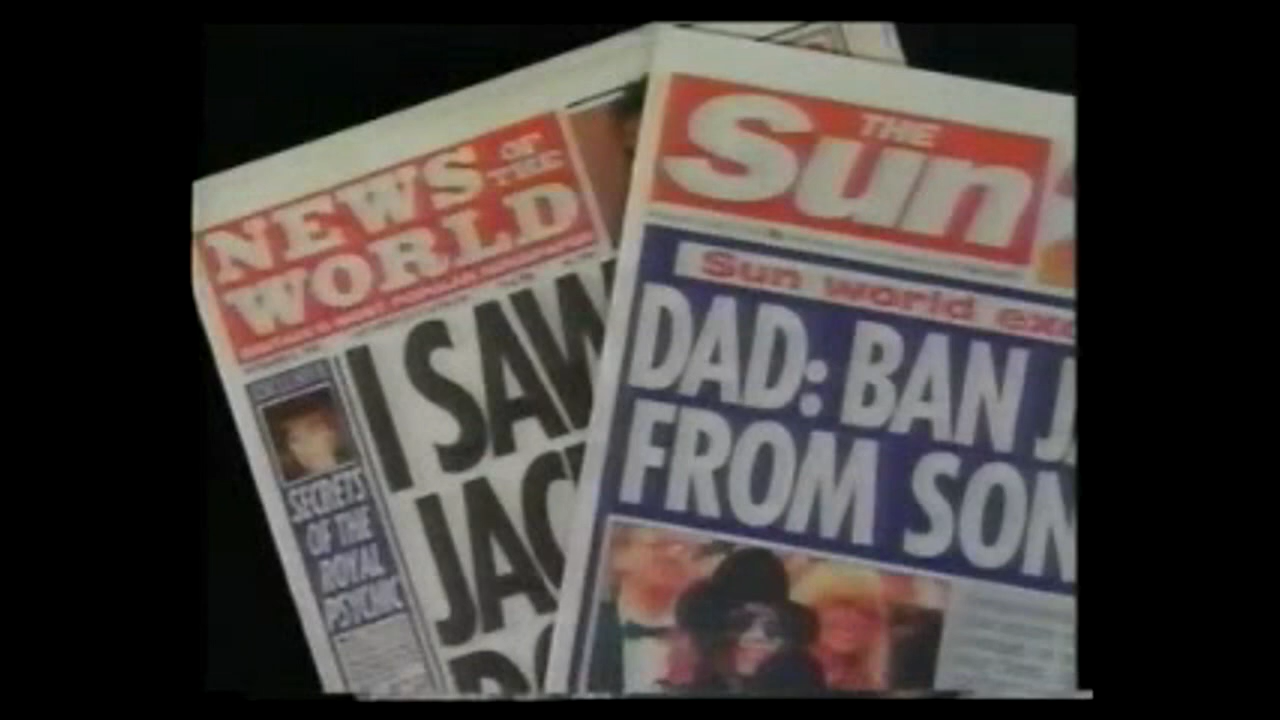 NEWS OF THE
WORLD
I SAW
JAC
SECRETS
OF THE
ROYAL
PSYCHIC
THE
Sun
Sun world exc
DAD: BAN J
FROM SON